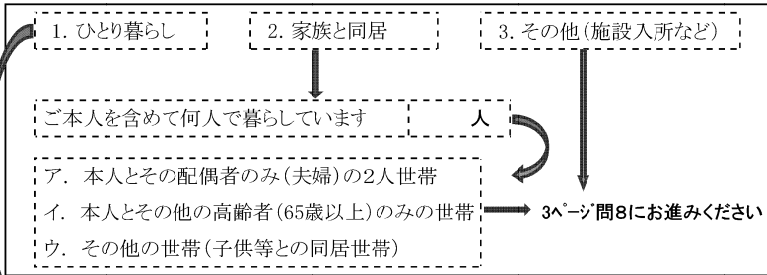 1. ひとり暮らし 2. 家族と同居 3. その他(施設入所など)
ご本人を含めて何人で暮らしています 人
ア. 本人とその配偶者のみ(夫婦)の2人世帯
イ. 本人とその他の高齢者(65歳以上)のみの世帯
3ページ問8にお進みください
ウ. その他の世帯(子供等との同居世帯)